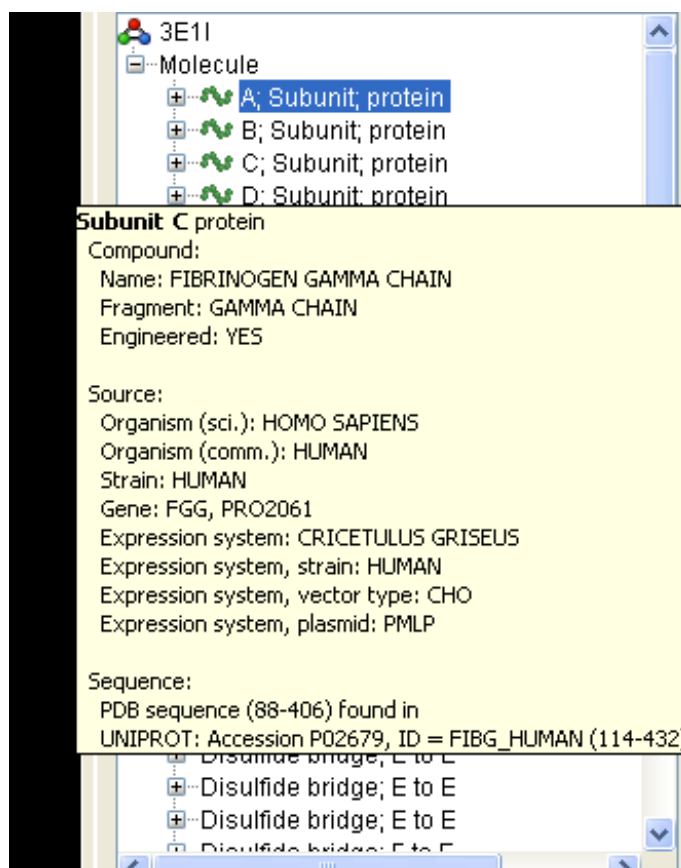 3E1I
Molecule
A; Subunit; protein
B; Subunit; protein
C; Subunit; protein
D; Subunit; protein
Subunit C protein
Compound:
Name: FIBRINOGEN GAMMA CHAIN
Fragment: GAMMA CHAIN
Engineered: YES
Source:
Organism (sci.): HOMO SAPIENS
Organism (comm.): HUMAN
Strain: HUMAN
Gene: FGG, PRO2061
Expression system: CRICETULUS GRISEUS
Expression system, strain: HUMAN
Expression system, vector type: CHO
Expression system, plasmid: PMLP
Sequence:
PDB sequence (88-406) found in
UNIPROT: Accession P02679, ID = FIBG_HUMAN (114-432)
Disulfide bridge; E to E
Disulfide bridge; E to E
Disulfide bridge; E to E
Disulfide bridge; E to E